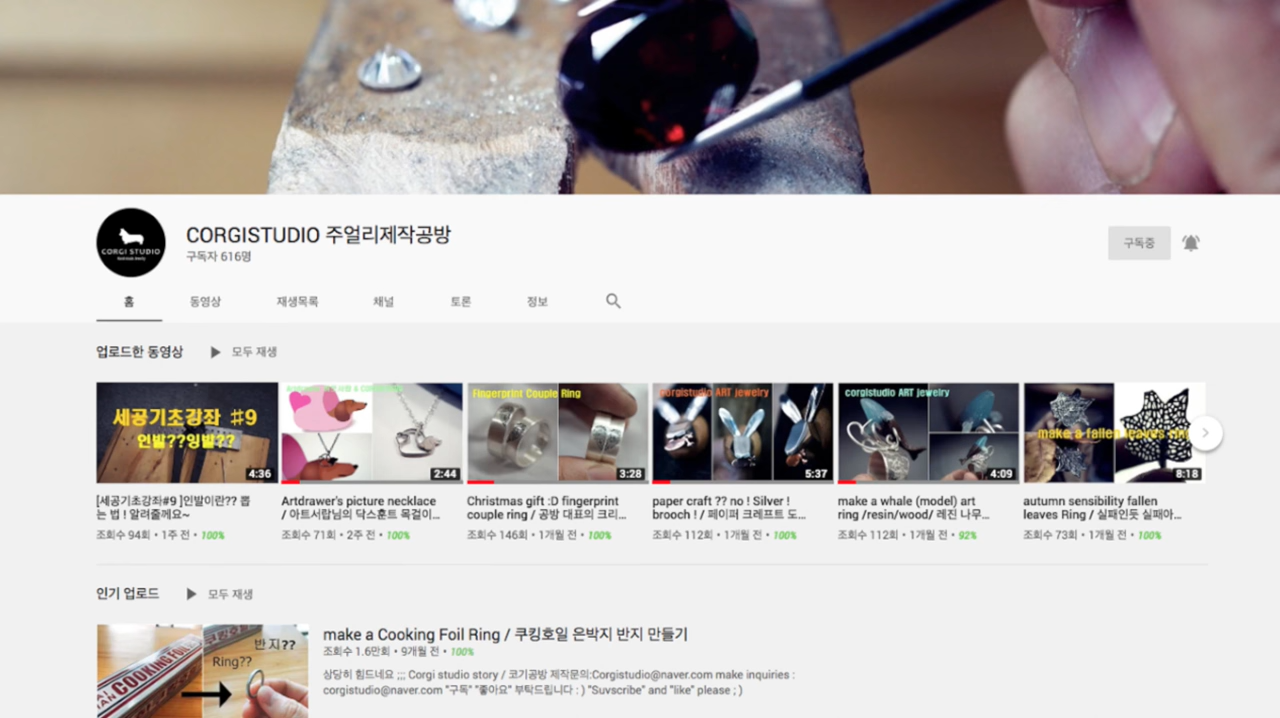 CORGI STUDIO
CORGISTUDIO 주얼리제작공방
구독자 616명
구독중
홈
동영상
재생목록
채널
토론
정보
업로드한 동영상
모두 재생
세공기초강좌 #9
인발??잉발??
4:36
[세공기초강좌#9 ]인발이란?? 뽑
는 법 ! 알려줄께요~
조회수 94회 • 1주 전 • 100%
2:44
Artdrawer's picture necklace
/ 아트서랍님의 닥스훈트 목걸이...
조회수 71회 • 2주 전 • 100%
Fingerprint Couple Ring
3:28
Christmas gift :D fingerprint
couple ring / 공방 대표의 크리...
조회수 146회 • 1개월 전 • 100%
corgistudio ART jewelry
5:37
paper craft ?? no ! Silver !
brooch ! / 페이퍼 크레프트 도...
조회수 112회 • 1개월 전 • 100%
corgistudio ART jewelry
4:09
make a whale (model) art
ring /resin/wood/ 레진 나무...
조회수 112회 • 1개월 전 • 92%
make a fallen leaves ring
8:18
autumn sensibility fallen
leaves Ring / 실패인듯 실패아...
조회수 73회 • 1개월 전 • 100%
인기 업로드
모두 재생
COOKING FOIL
쿠킹호일
반지??
Ring??
make a Cooking Foil Ring / 쿠킹호일 은박지 반지 만들기
조회수 1.6만회 • 9개월 전 • 100%
상당히 힘드네요 ;;; Corgi studio story / 코기공방 제작문의:Corgistudio@naver.com make inquiries :
corgistudio@naver.com "구독" "좋아요" 부탁드립니다 : ) "Suvscribe" and "like" please ; )